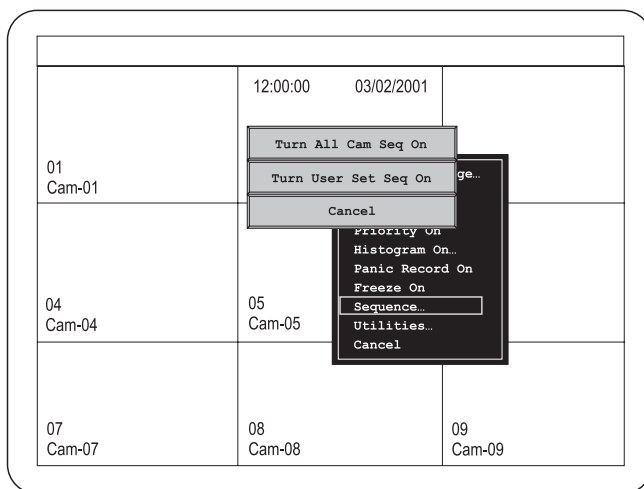 12:00:00 03/02/2001
Turn All Cam Seq On
Turn User Set Seq On
Cancel
ge…
Priority On
Histogram On…
Panic Record On
Freeze On
Sequence…
Utilities…
Cancel
01
Cam-01
04
Cam-04
05
Cam-05
07
Cam-07
08
Cam-08
09
Cam-09